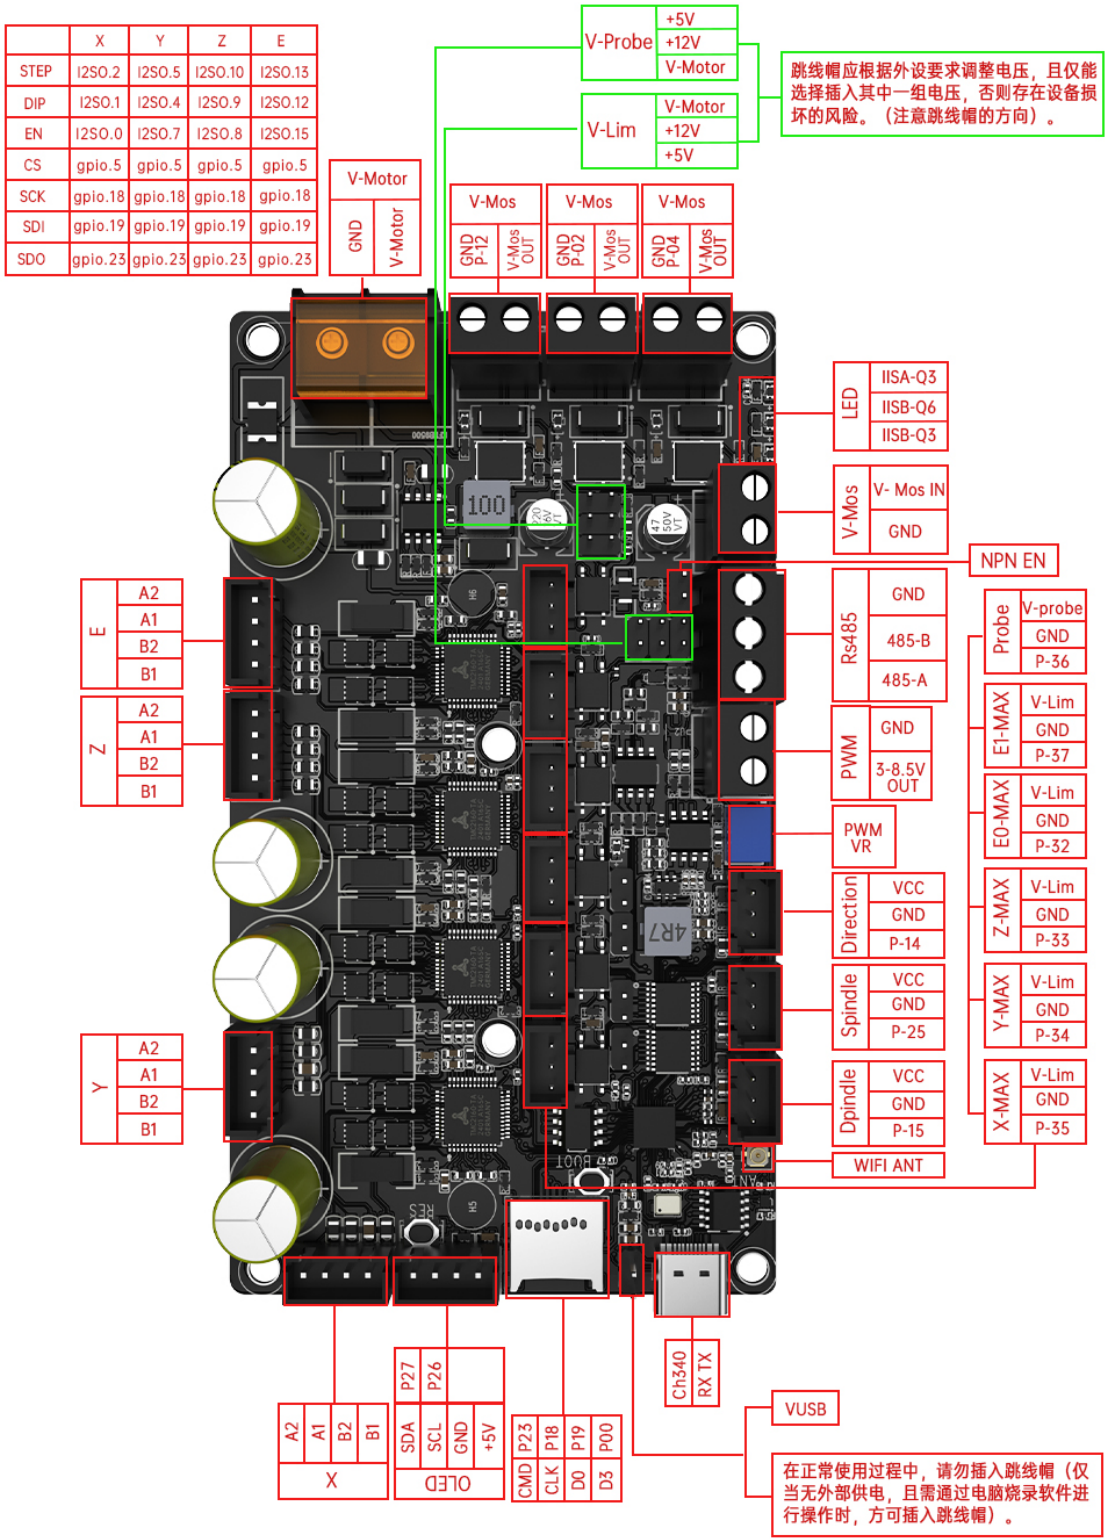 X Y Z E
STEP I2SO.2 I2SO.5 I2SO.10 I2SO.13
DIP I2SO.1 I2SO.4 I2SO.9 I2SO.12
EN I2SO.0 I2SO.7 I2SO.8 I2SO.15
CS gpio.5 gpio.5 gpio.5 gpio.5
SCK gpio.18 gpio.18 gpio.18 gpio.18
SDI gpio.19 gpio.19 gpio.19 gpio.19
SDO gpio.23 gpio.23 gpio.23 gpio.23
V-Probe
+5V
+12V
V-Motor
V-Lim
V-Motor
+12V
+5V
跳线帽应根据外设要求调整电压，且仅能
选择插入其中一组电压，否则存在设备损
坏的风险。（注意跳线帽的方向）。
V-Motor
GND
V-Motor
V-Mos
GND
P-12
V-Mos
OUT
V-Mos
GND
P-02
V-Mos
OUT
V-Mos
GND
P-04
V-Mos
OUT
LED
IISA-Q3
IISB-Q6
IISB-Q3
V-Mos
V- Mos IN
GND
NPN EN
Rs485
GND
485-B
485-A
PWM
GND
3-8.5V
OUT
PWM
VR
Direction
VCC
GND
P-14
Spindle
VCC
GND
P-25
Dpindle
VCC
GND
P-15
WIFI ANT
Probe
V-probe
GND
P-36
E1-MAX
V-Lim
GND
P-37
E0-MAX
V-Lim
GND
P-32
Z-MAX
V-Lim
GND
P-33
Y-MAX
V-Lim
GND
P-34
X-MAX
V-Lim
GND
P-35
E
A2
A1
B2
B1
Z
A2
A1
B2
B1
Y
A2
A1
B2
B1
100
47
50V
VT
H6
4R7
BOOT
RES
H5
X
A2
A1
B2
B1
OLED
P27
P26
SDA
SCL
GND
+5V
CMD P23
CLK P18
D0 P19
D3 P00
Ch340
RX TX
VUSB
在正常使用过程中，请勿插入跳线帽（仅
当无外部供电，且需通过电脑烧录软件进
行操作时，方可插入跳线帽）。